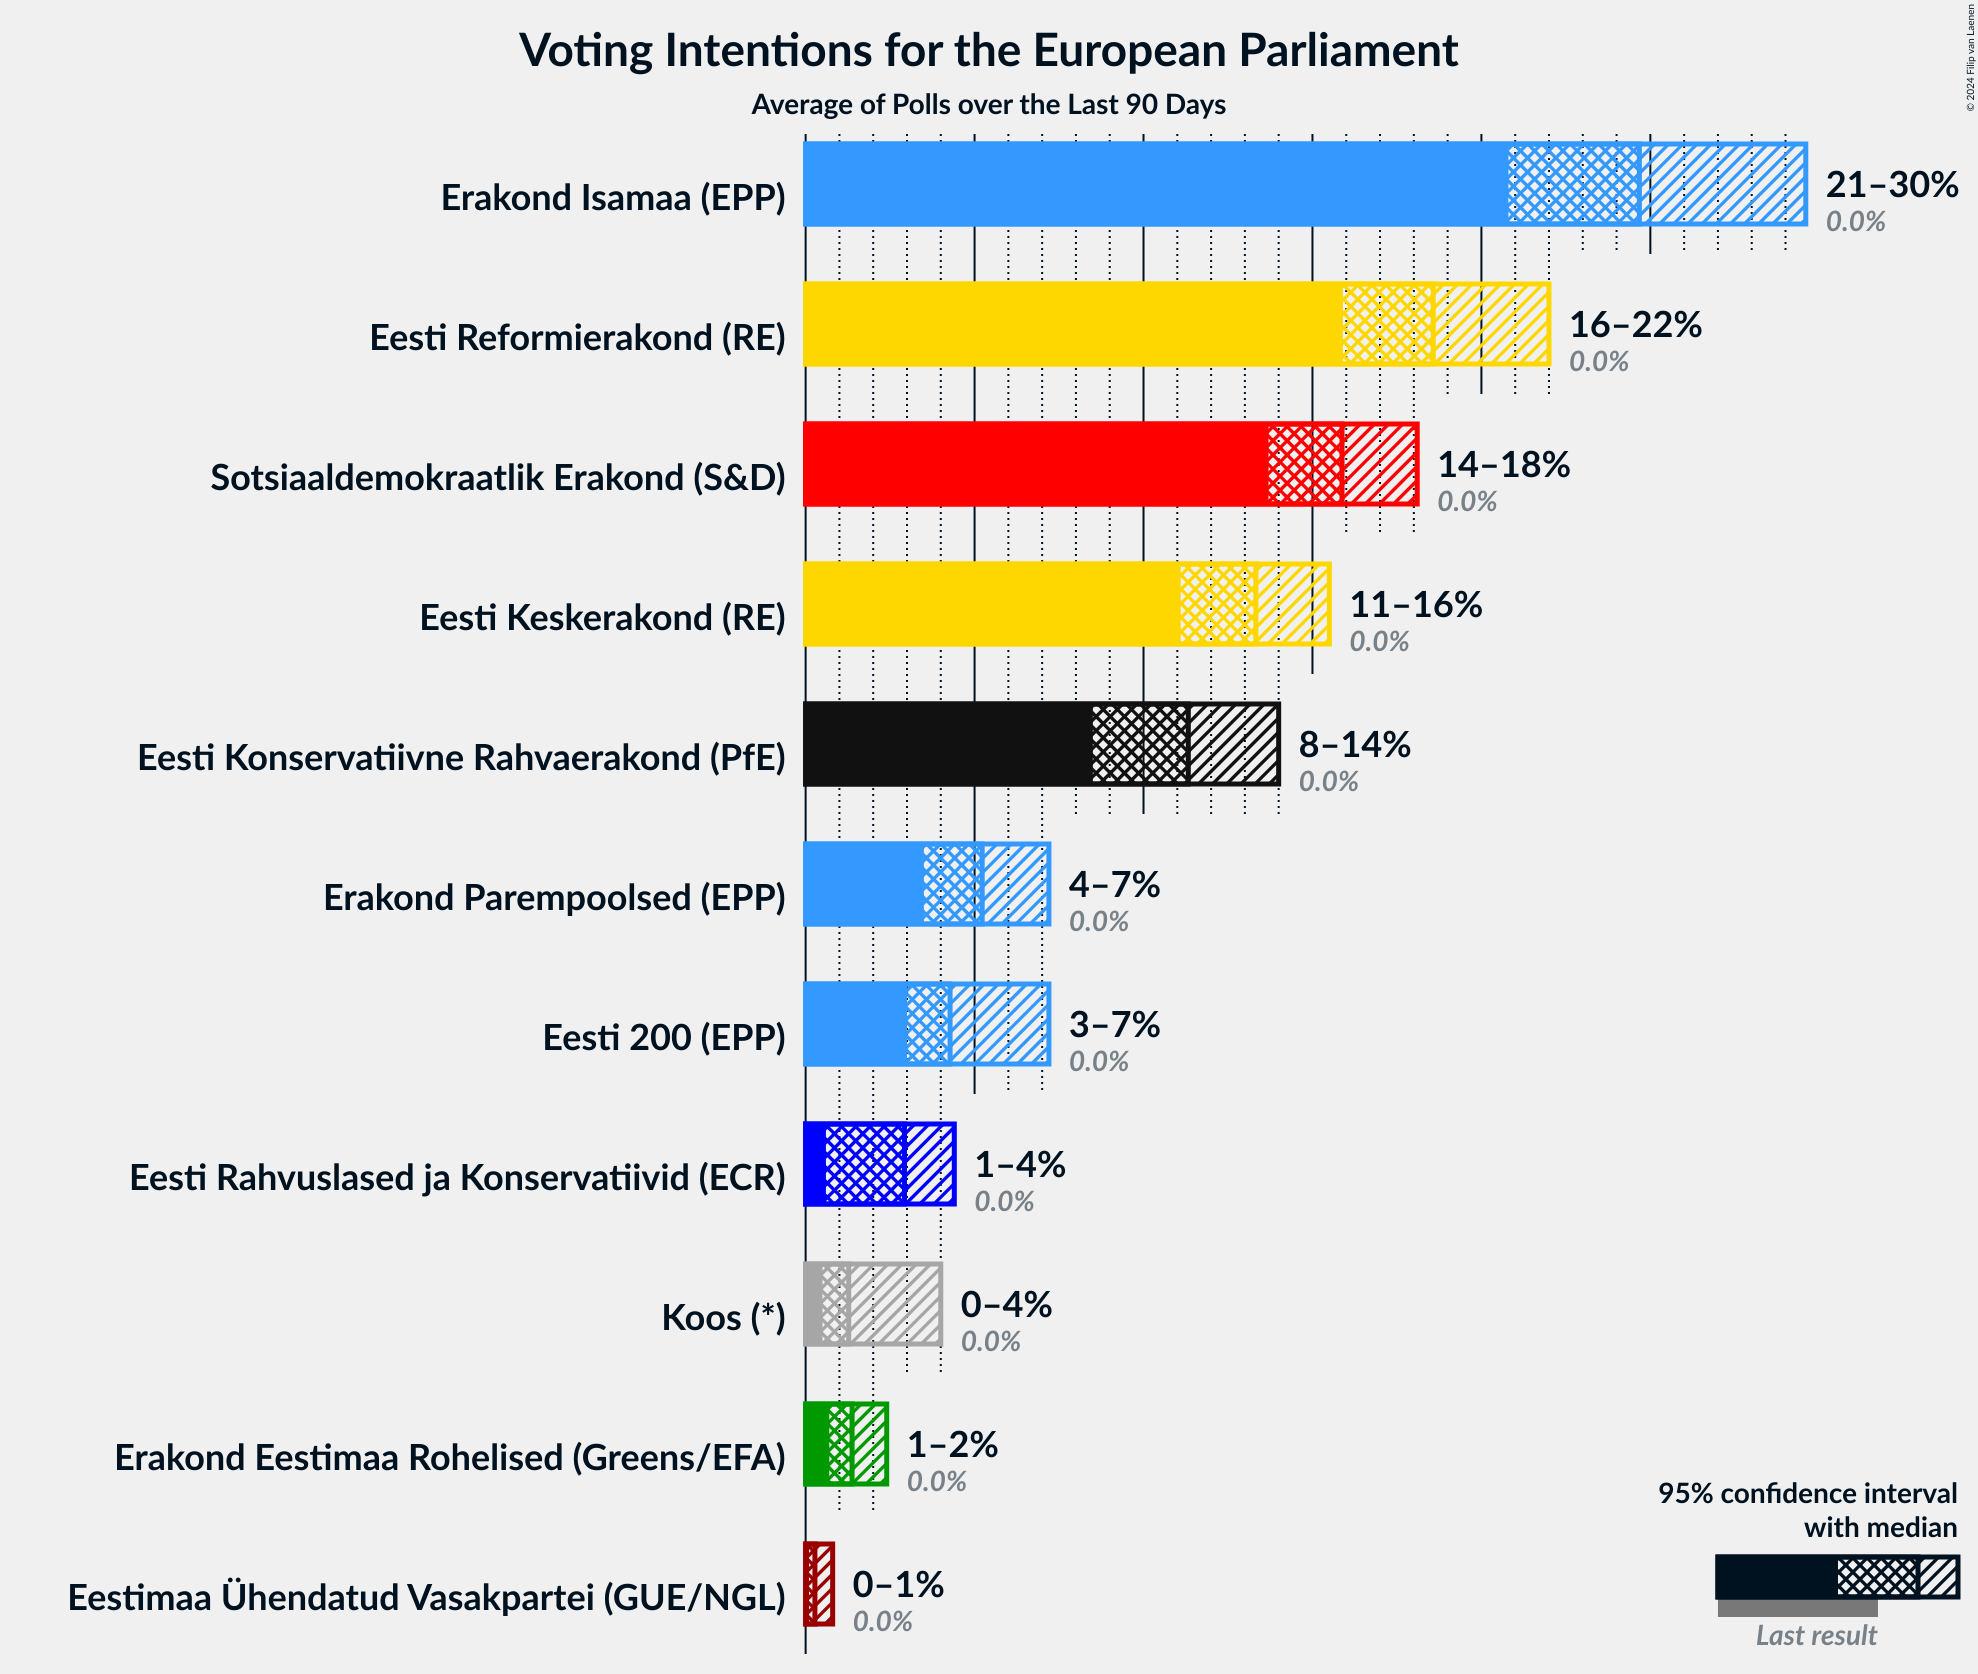 Voting Intentions for the European Parliament
Average of Polls over the Last 90 Days
© 2024 Filip van Laenen
Erakond Isamaa (EPP)
21–30%
0.0%
Eesti Reformierakond (RE)
16–22%
0.0%
Sotsiaaldemokraatlik Erakond (S&D)
14–18%
0.0%
Eesti Keskerakond (RE)
11–16%
0.0%
Eesti Konservatiivne Rahvaerakond (PfE)
8–14%
0.0%
Erakond Parempoolsed (EPP)
4–7%
0.0%
Eesti 200 (EPP)
3–7%
0.0%
Eesti Rahvuslased ja Konservatiivid (ECR)
1–4%
0.0%
Koos (*)
0–4%
0.0%
Erakond Eestimaa Rohelised (Greens/EFA)
1–2%
0.0%
Eestimaa Ühendatud Vasakpartei (GUE/NGL)
0–1%
0.0%
95% confidence interval
with median
Last result